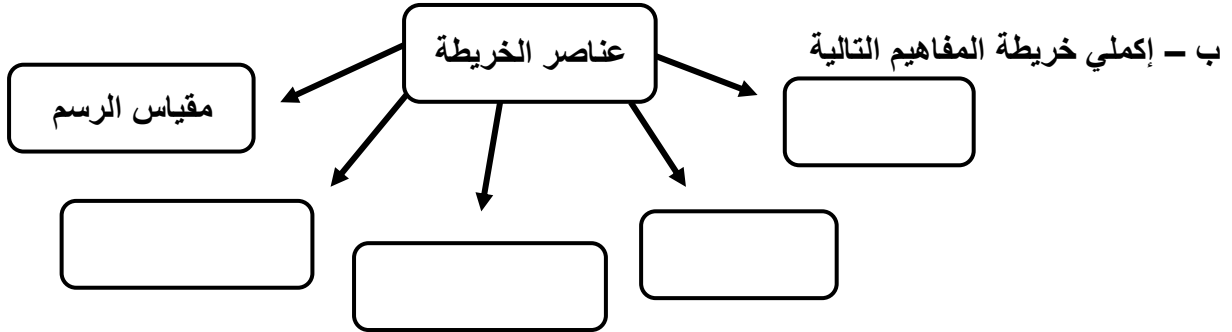 ب – إكملي خريطة المفاهيم التالية
عناصر الخريطة
مقياس الرسم